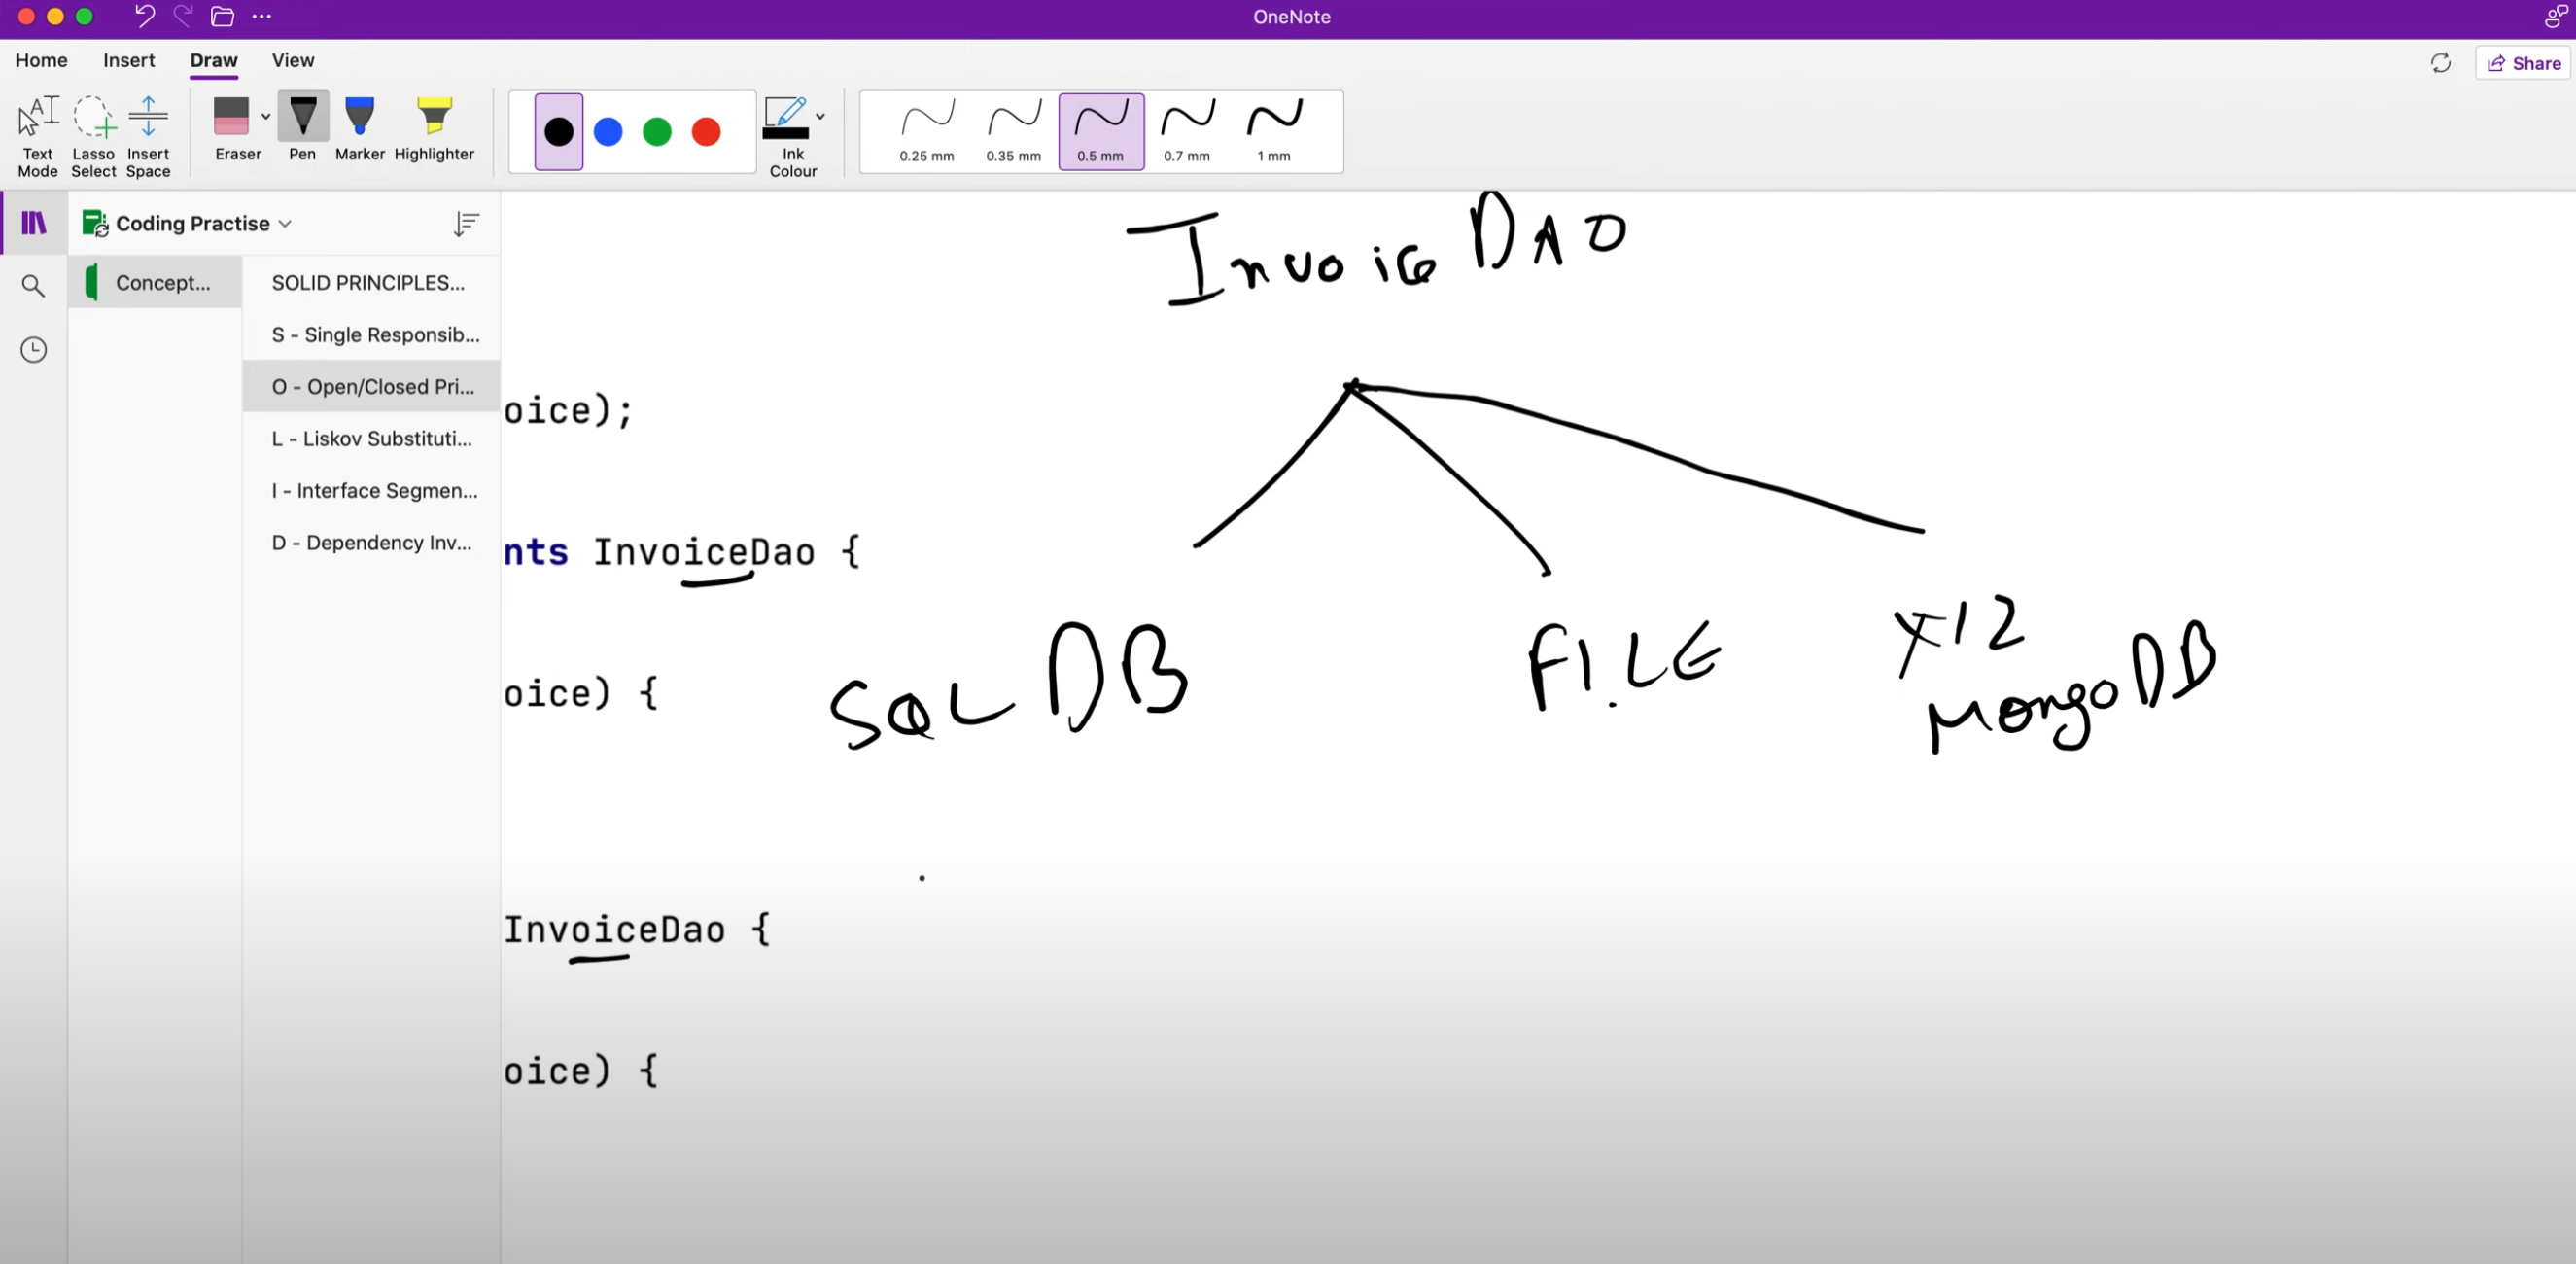 OneNote
Home Insert Draw View
Share
Text Mode
Lasso Select
Insert Space
Eraser
Pen
Marker
Highlighter
Ink Colour
0.25 mm
0.35 mm
0.5 mm
0.7 mm
1 mm
Coding Practise
Concept...
SOLID PRINCIPLES...
S - Single Responsib...
O - Open/Closed Pri...
L - Liskov Substituti...
I - Interface Segmen...
D - Dependency Inv...
Invoice DAO
oice);
nts InvoiceDao {
oice) {
SQL DB
FILE
X12
MongoDB
InvoiceDao {
oice) {